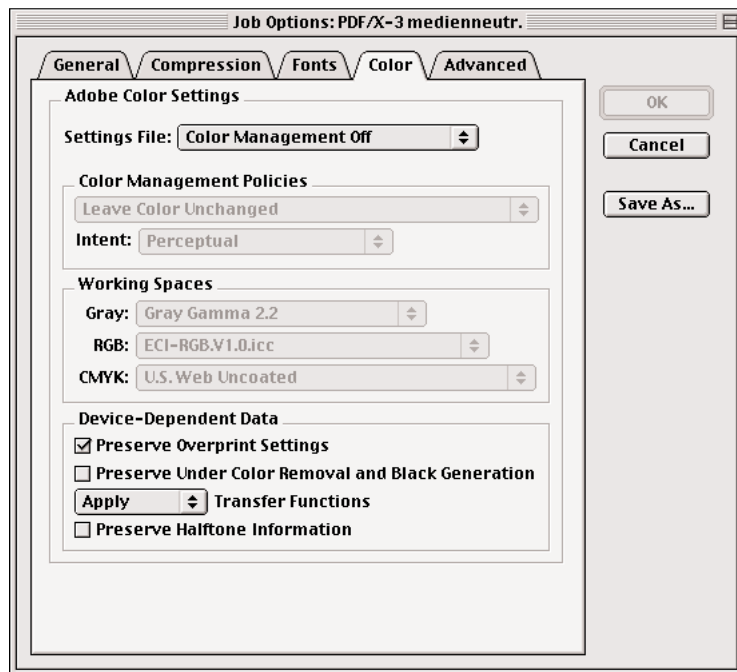 Job Options: PDF/X-3 medienneutr.
General Compression Fonts Color Advanced
Adobe Color Settings
Settings File: Color Management Off
Color Management Policies
Leave Color Unchanged
Intent: Perceptual
Working Spaces
Gray: Gray Gamma 2.2
RGB: ECI-RGB.V1.0.icc
CMYK: U.S. Web Uncoated
Device-Dependent Data
Preserve Overprint Settings
Preserve Under Color Removal and Black Generation
Apply Transfer Functions
Preserve Halftone Information
OK
Cancel
Save As...